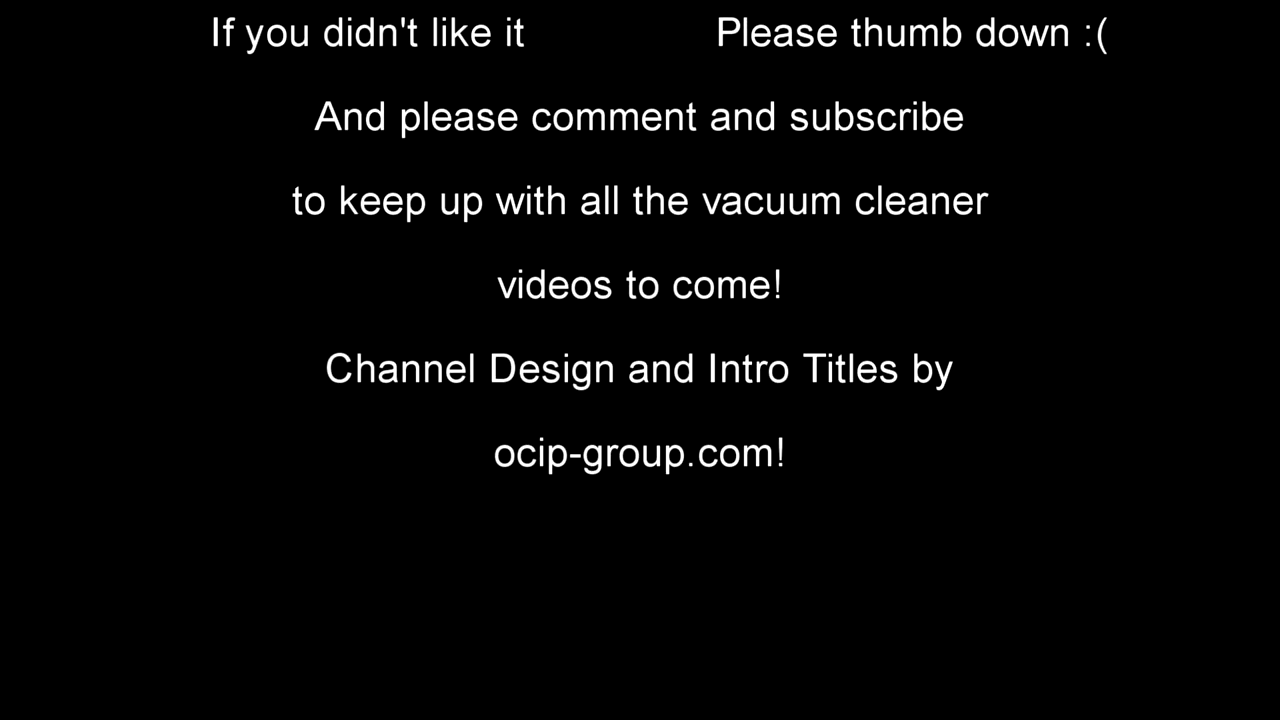 If you didn't like it Please thumb down :(
And please comment and subscribe
to keep up with all the vacuum cleaner
videos to come!
Channel Design and Intro Titles by
ocip-group.com!